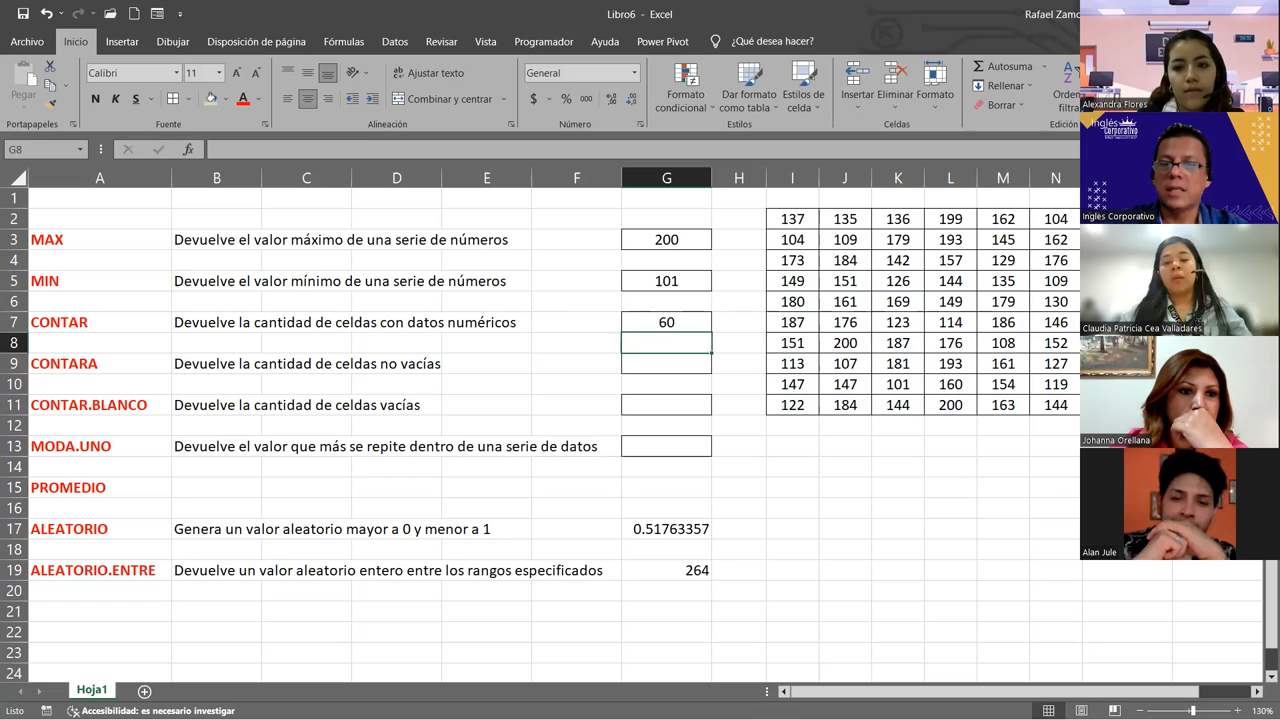 Libro6 - Excel
Rafael Zamo
Archivo Inicio Insertar Dibujar Disposición de página Fórmulas Datos Revisar Vista Programador Ayuda Power Pivot ¿Qué desea hacer?
Pegar
Calibri 11
N K S
Ajustar texto
Combinar y centrar
General
$ % 000
Formato condicional
Dar formato como tabla
Estilos de celda
Insertar Eliminar Formato
Autosuma
Rellenar
Borrar
Orden
filtra
Portapapeles Fuente Alineación Número Estilos Celdas Edición
G8 fx
A B C D E F G H I J K L M N
1
2 137 135 136 199 162 104
3 MAX Devuelve el valor máximo de una serie de números 200 104 109 179 193 145 162
4 173 184 142 157 129 176
5 MIN Devuelve el valor mínimo de una serie de números 101 149 151 126 144 135 109
6 180 161 169 149 179 130
7 CONTAR Devuelve la cantidad de celdas con datos numéricos 60 187 176 123 114 186 146
8 151 200 187 176 108 152
9 CONTARA Devuelve la cantidad de celdas no vacías 113 107 181 193 161 127
10 147 147 101 160 154 119
11 CONTAR.BLANCO Devuelve la cantidad de celdas vacías 122 184 144 200 163 144
12
13 MODA.UNO Devuelve el valor que más se repite dentro de una serie de datos
14
15 PROMEDIO
16
17 ALEATORIO Genera un valor aleatorio mayor a 0 y menor a 1 0.51763357
18
19 ALEATORIO.ENTRE Devuelve un valor aleatorio entero entre los rangos especificados 264
20
21
22
23
24
Hoja1
Listo Accesibilidad: es necesario investigar 130%
Alexandra Flores
Inglés
Corporativo
Inglés Corporativo
Claudia Patricia Cea Valladares
Johanna Orellana
Alan Jule